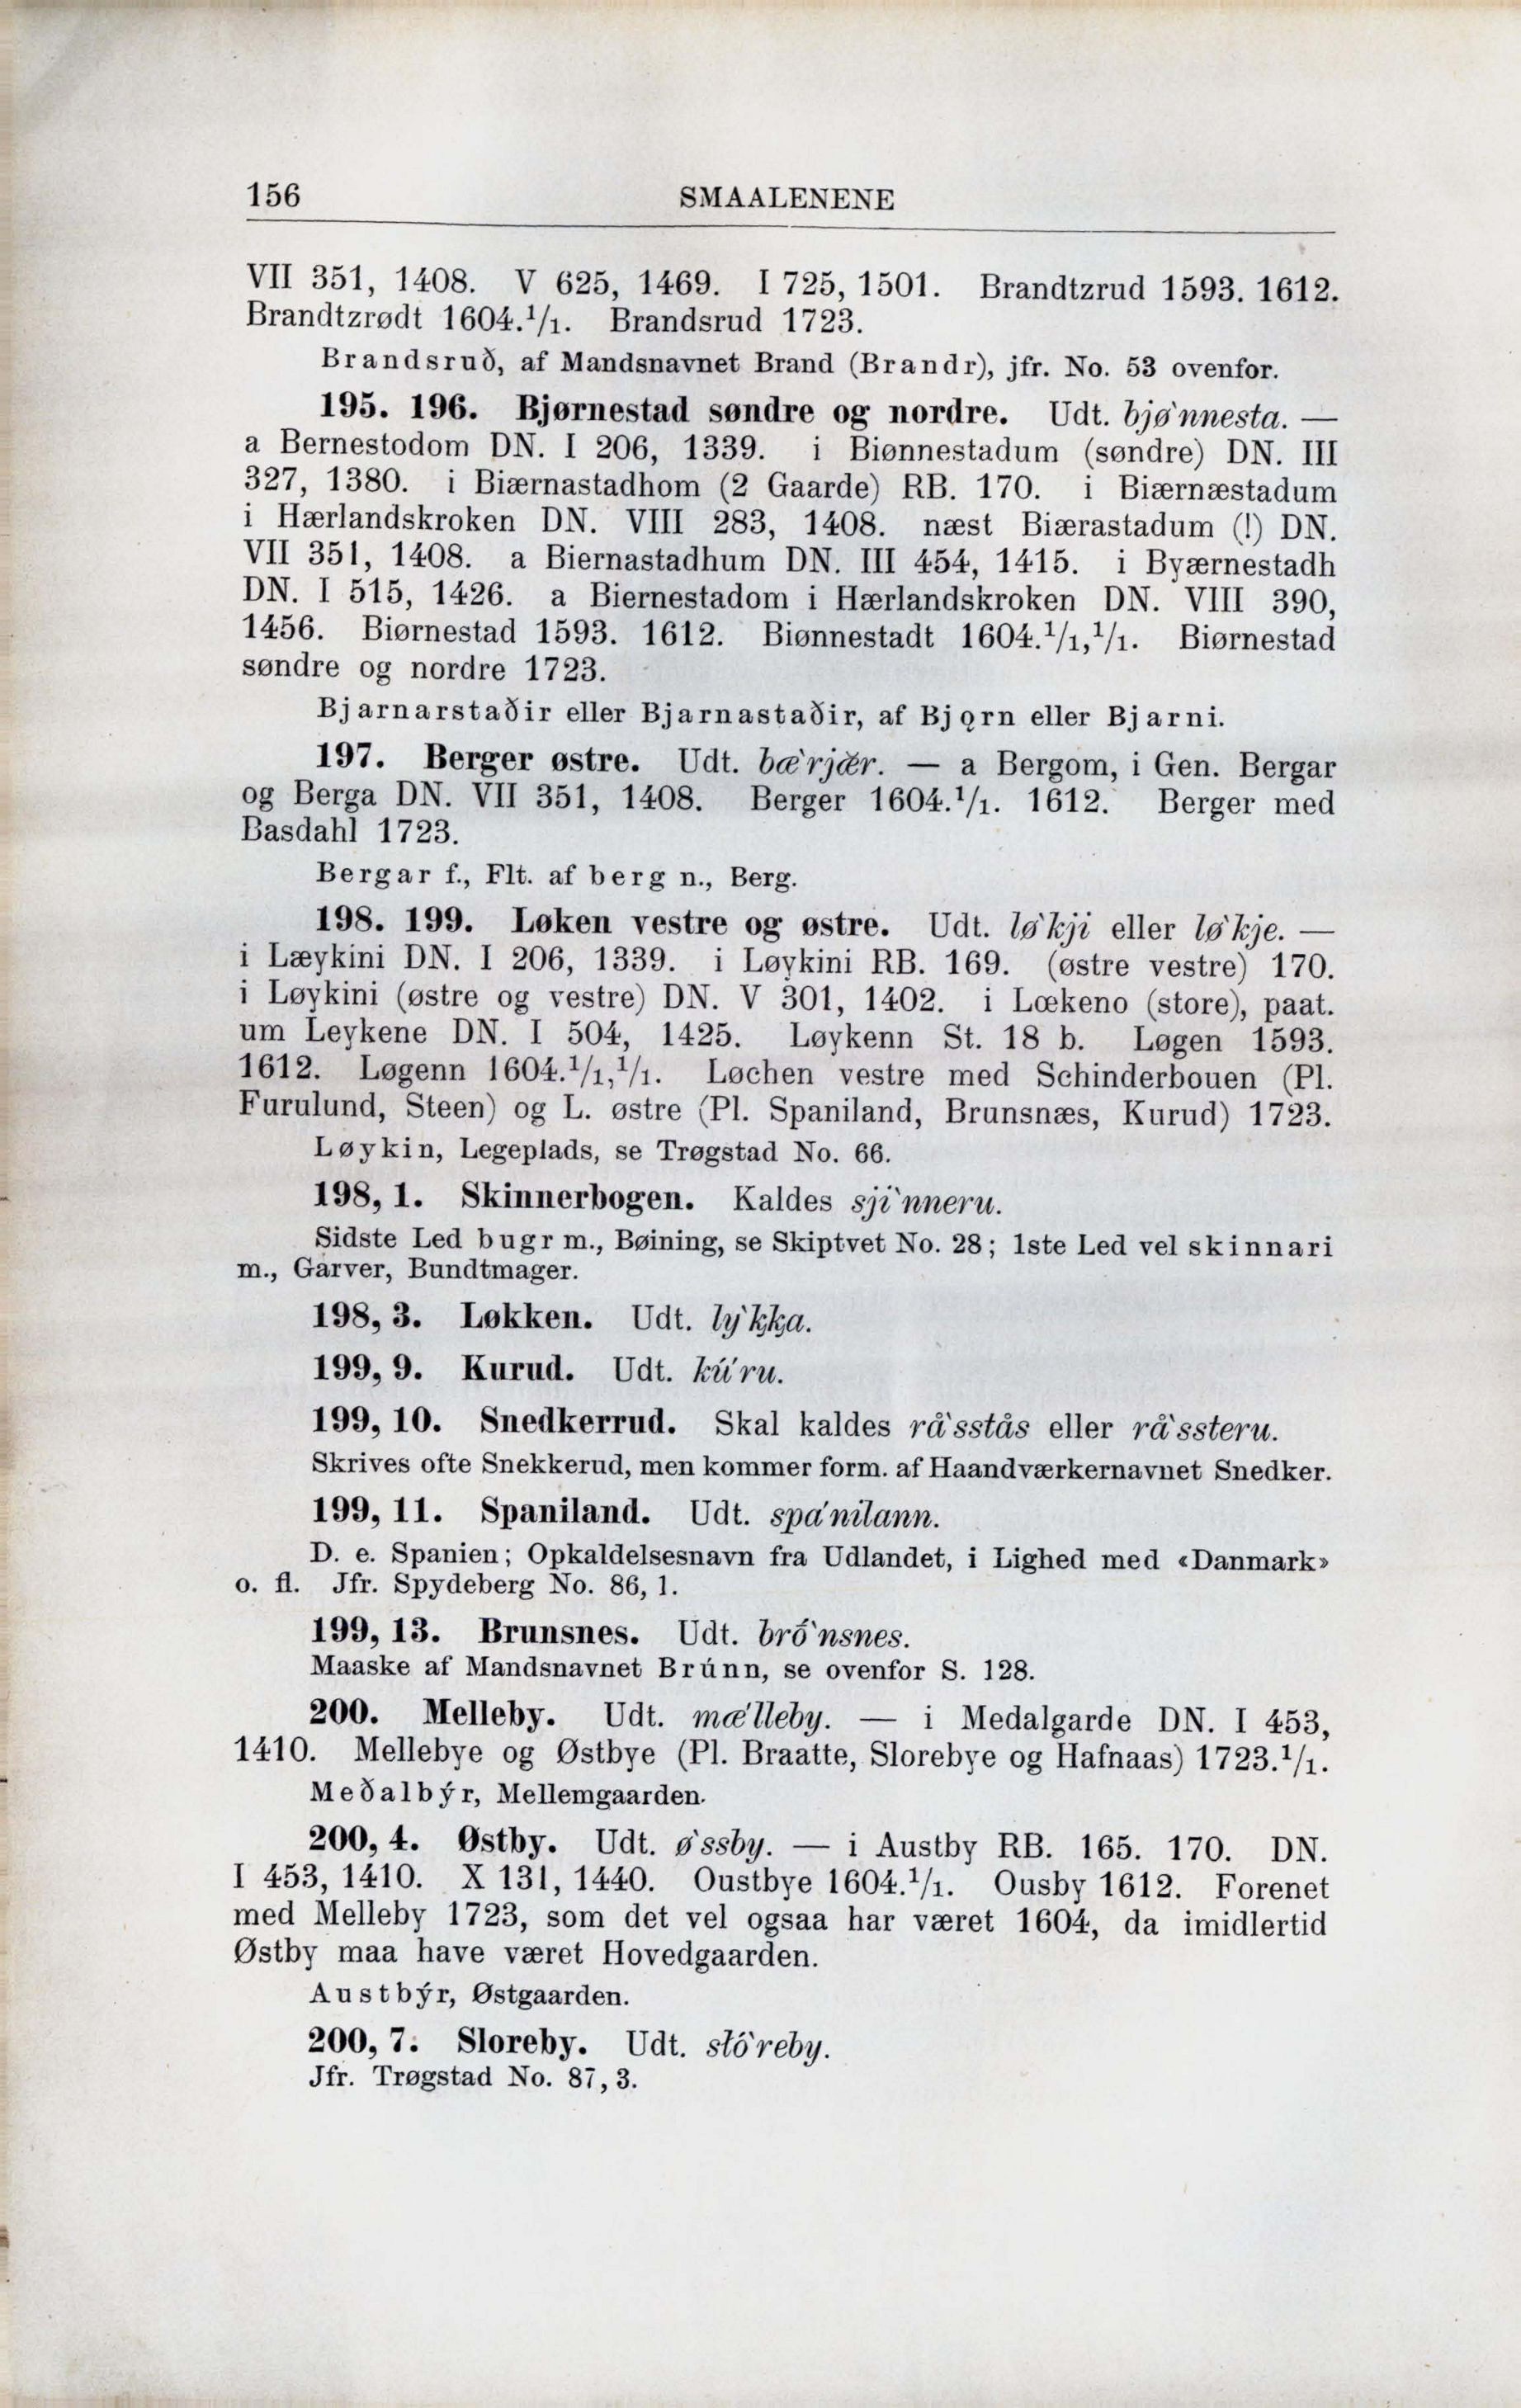 156 SMAALENENE
VII 351, 1408. V 625, 1469. I 725, 1501. Brandtzrud 1593. 1612.
Brandtzrødt 1604.¹/₁. Brandsrud 1723.
Brandsruð, af Mandsnavnet Brand (Brandr), jfr. No. 53 ovenfor.
195. 196. Bjørnestad søndre og nordre. Udt. bjø`nnesta. —
a Bernestodom DN. I 206, 1339. i Biønnestadum (søndre) DN. III
327, 1380. i Biærnastadhom (2 Gaarde) RB. 170. i Biærnæstadum
i Hærlandskroken DN. VIII 283, 1408. næst Biærastadum (!) DN.
VII 351, 1408. a Biernastadhum DN. III 454, 1415. i Byærnestadh
DN. I 515, 1426. a Biernestadom i Hærlandskroken DN. VIII 390,
1456. Biørnestad 1593. 1612. Biønnestadt 1604.¹/₁,¹/₁. Biørnestad
søndre og nordre 1723.
Bjarnarstaðir eller Bjarnastaðir, af Bjǫrn eller Bjarni.
197. Berger østre. Udt. bæ`rjær. — a Bergom, i Gen. Bergar
og Berga DN. VII 351, 1408. Berger 1604.¹/₁. 1612. Berger med
Basdahl 1723.
Bergar f., Flt. af berg n., Berg.
198. 199. Løken vestre og østre. Udt. lø`kji eller lø`kje. —
i Læykini DN. I 206, 1339. i Løykini RB. 169. (østre vestre) 170.
i Løykini (østre og vestre) DN. V 301, 1402. i Lœkeno (store), paat.
um Leykene DN. I 504, 1425. Løykenn St. 18 b. Løgen 1593.
1612. Løgenn 1604.¹/₁,¹/₁. Løchen vestre med Schinderbouen (Pl.
Furulund, Steen) og L. østre (Pl. Spaniland, Brunsnæs, Kurud) 1723.
Løykin, Legeplads, se Trøgstad No. 66.
198, 1. Skinnerbogen. Kaldes sji`nneru.
Sidste Led bugr m., Bøining, se Skiptvet No. 28; 1ste Led vel skinnari
m., Garver, Bundtmager.
198, 3. Løkken. Udt. ly`kka.
199, 9. Kurud. Udt. kú`ru.
199, 10. Snedkerrud. Skal kaldes rå`sstås eller rå`ssteru.
Skrives ofte Snekkerud, men kommer form. af Haandværkernavnet Snedker.
199, 11. Spaniland. Udt. spa´nilann.
D. e. Spanien; Opkaldelsesnavn fra Udlandet, i Lighed med «Danmark»
o. fl. Jfr. Spydeberg No. 86, 1.
199, 13. Brunsnes. Udt. bró`nsnes.
Maaske af Mandsnavnet Brúnn, se ovenfor S. 128.
200. Melleby. Udt. mæ`lleby. — i Medalgarde DN. I 453,
1410. Mellebye og Østbye (Pl. Braatte, Slorebye og Hafnaas) 1723.¹/₁.
Meðalbýr, Mellemgaarden.
200, 4. Østby. Udt. ø`ssby. — i Austby RB. 165. 170. DN.
I 453, 1410. X 131, 1440. Oustbye 1604.¹/₁. Ousby 1612. Forenet
med Melleby 1723, som det vel ogsaa har været 1604, da imidlertid
Østby maa have været Hovedgaarden.
Austbýr, Østgaarden.
200, 7. Sloreby. Udt. słó`reby.
Jfr. Trøgstad No. 87, 3.